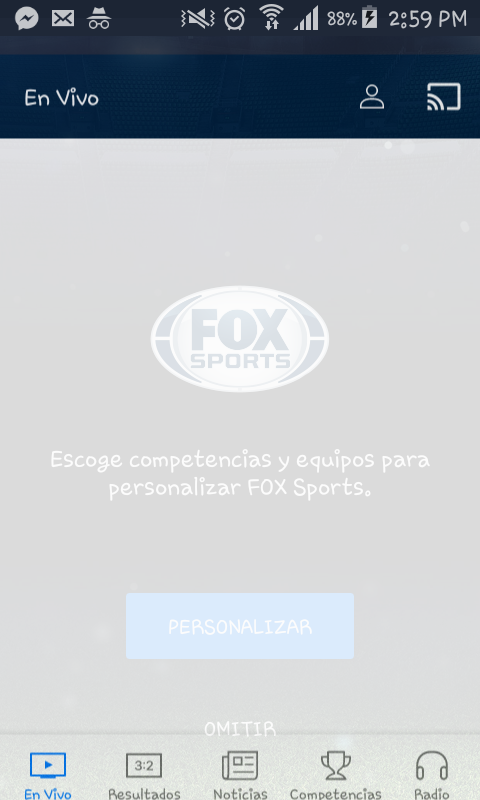 88% 2:59 PM
En Vivo
FOX
SPORTS
Escoge competencias y equipos para
personalizar FOX Sports.
PERSONALIZAR
OMITIR
3:2
En Vivo Resultados Noticias Competencias Radio